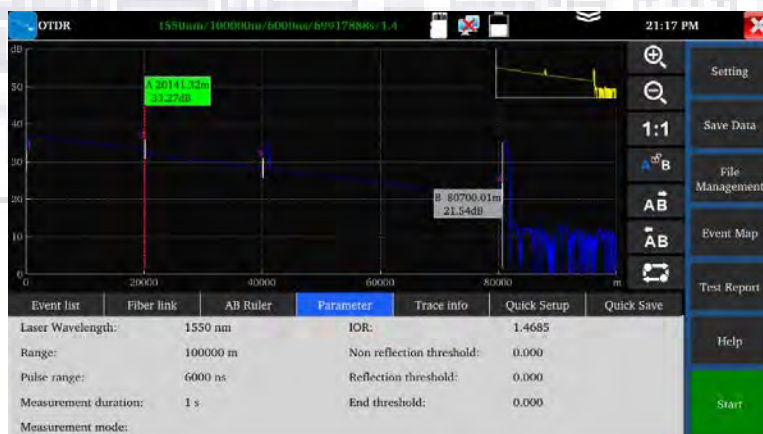 OTDR
1550nm/100000m/6000ns/69917888s/1.4
21:17 PM
dB
50
40
30
20
10
0
A 20141.32m
33.27dB
B 80700.01m
21.54dB
20000
40000
60000
80000
m
1:1
A B
AB
AB
Setting
Save Data
File
Management
Event Map
Test Report
Help
Start
Event list Fiber link AB Ruler Parameter Trace info Quick Setup Quick Save
Laser Wavelength: 1550 nm IOR: 1.4685
Range: 100000 m Non reflection threshold: 0.000
Pulse range: 6000 ns Reflection threshold: 0.000
Measurement duration: 1 s End threshold: 0.000
Measurement mode: